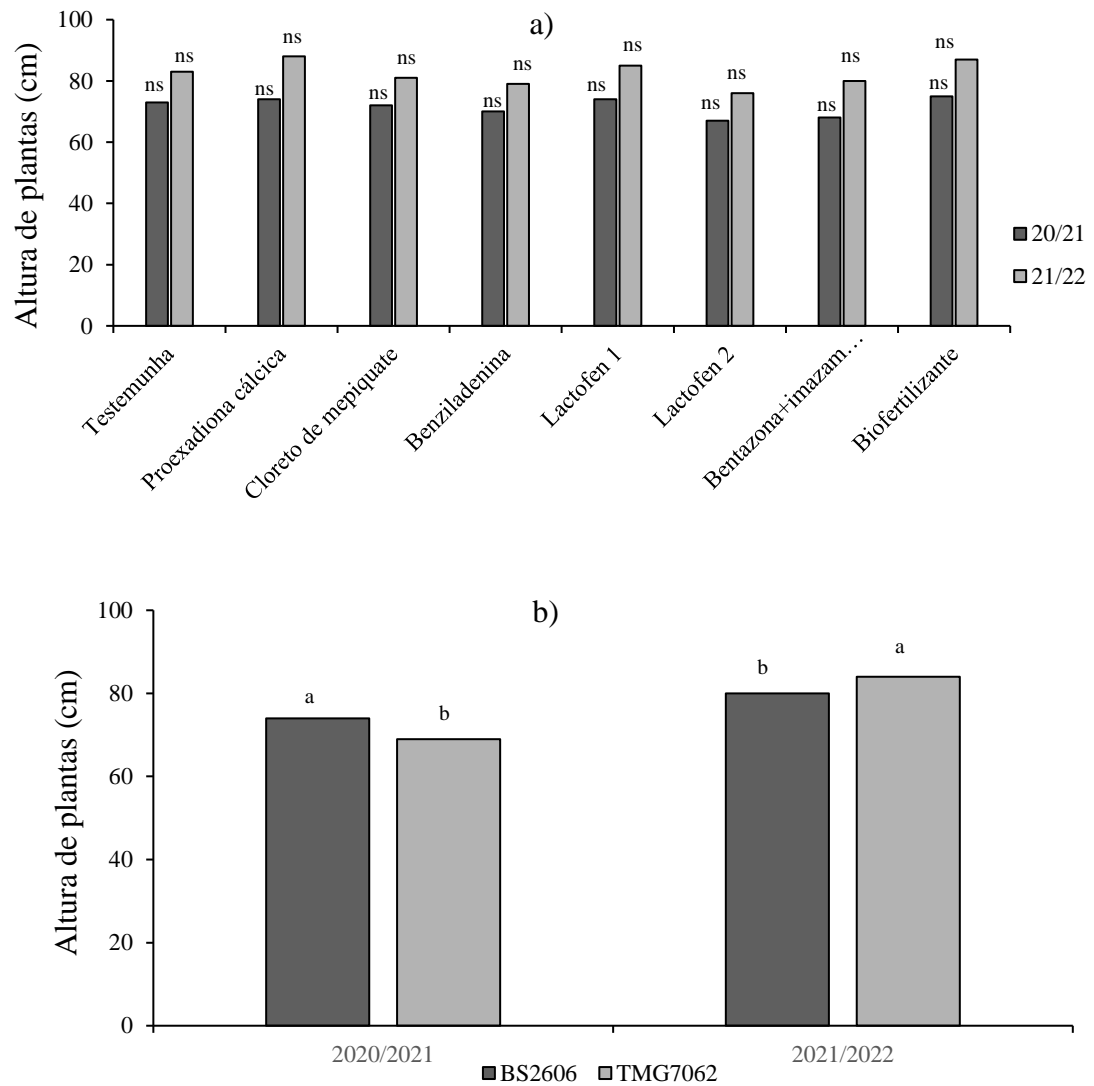 a)
Altura de plantas (cm)
100
80
60
40
20
0
ns ns ns ns ns ns ns ns
ns ns ns ns ns ns ns ns
20/21
21/22
Testemunha
Proexadiona cálcica
Cloreto de mepiquate
Benziladenina
Lactofen 1
Lactofen 2
Bentazona+imazam…
Biofertilizante
b)
Altura de plantas (cm)
100
80
60
40
20
0
a b b a
2020/2021 2021/2022
BS2606 TMG7062